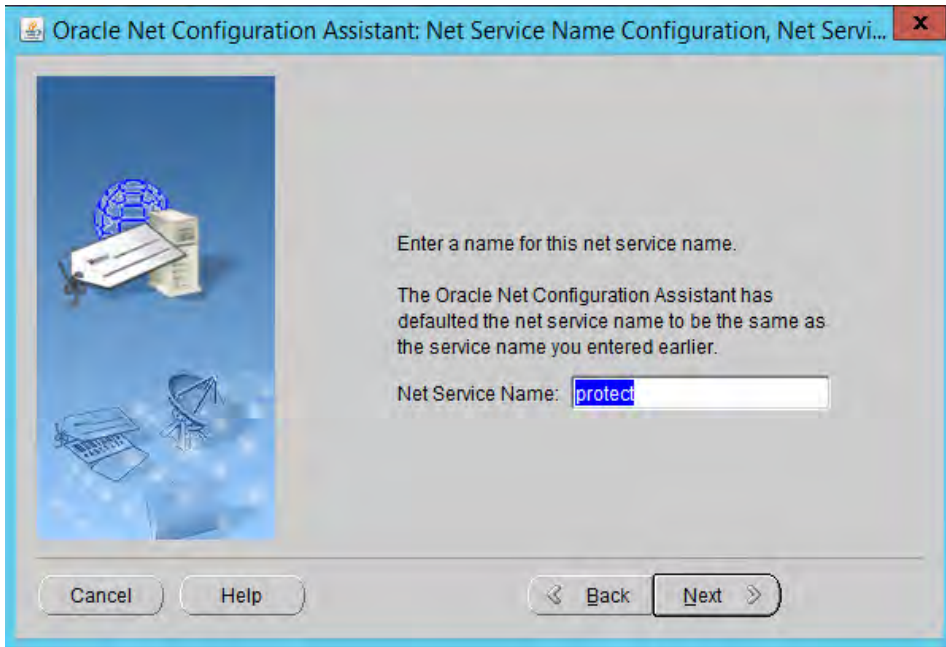 Oracle Net Configuration Assistant: Net Service Name Configuration, Net Servi...
x
Enter a name for this net service name.
The Oracle Net Configuration Assistant has
defaulted the net service name to be the same as
the service name you entered earlier.
Net Service Name: protect
Cancel Help Back Next